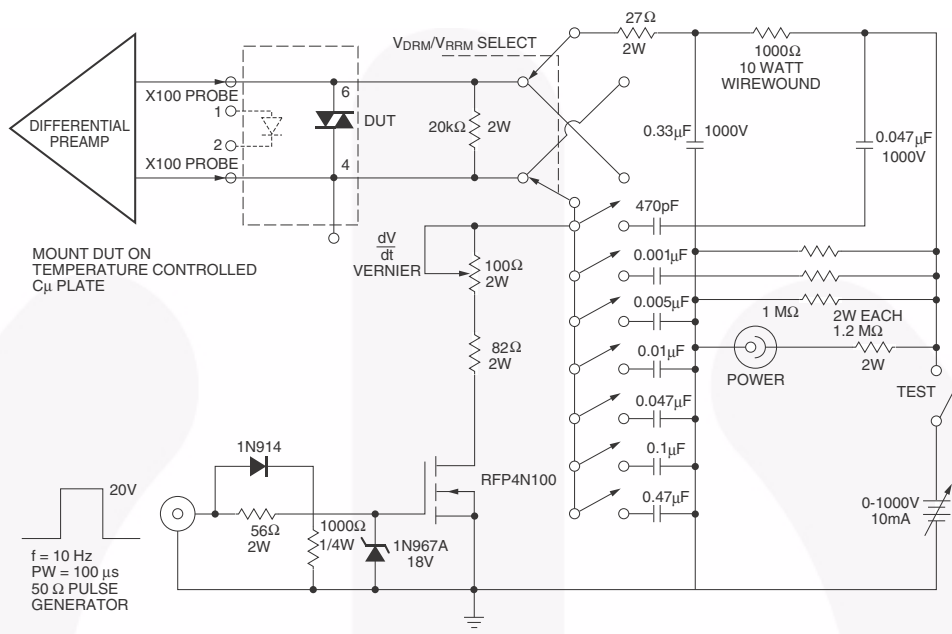 27Ω
2W
VDRM/VRRM SELECT
1000Ω
10 WATT
WIREWOUND
X100 PROBE
6
1
DIFFERENTIAL
PREAMP
DUT
20kΩ
2W
0.33μF
1000V
0.047μF
1000V
2
X100 PROBE
4
470pF
MOUNT DUT ON
TEMPERATURE CONTROLLED
Cμ PLATE
dV
dt
VERNIER
100Ω
2W
0.001μF
0.005μF
1 MΩ
2W EACH
1.2 MΩ
2W
POWER
82Ω
2W
0.01μF
TEST
0.047μF
1N914
RFP4N100
0.1μF
20V
0-1000V
10mA
0.47μF
56Ω
2W
1000Ω
1/4W
1N967A
18V
f = 10 Hz
PW = 100 μs
50 Ω PULSE
GENERATOR